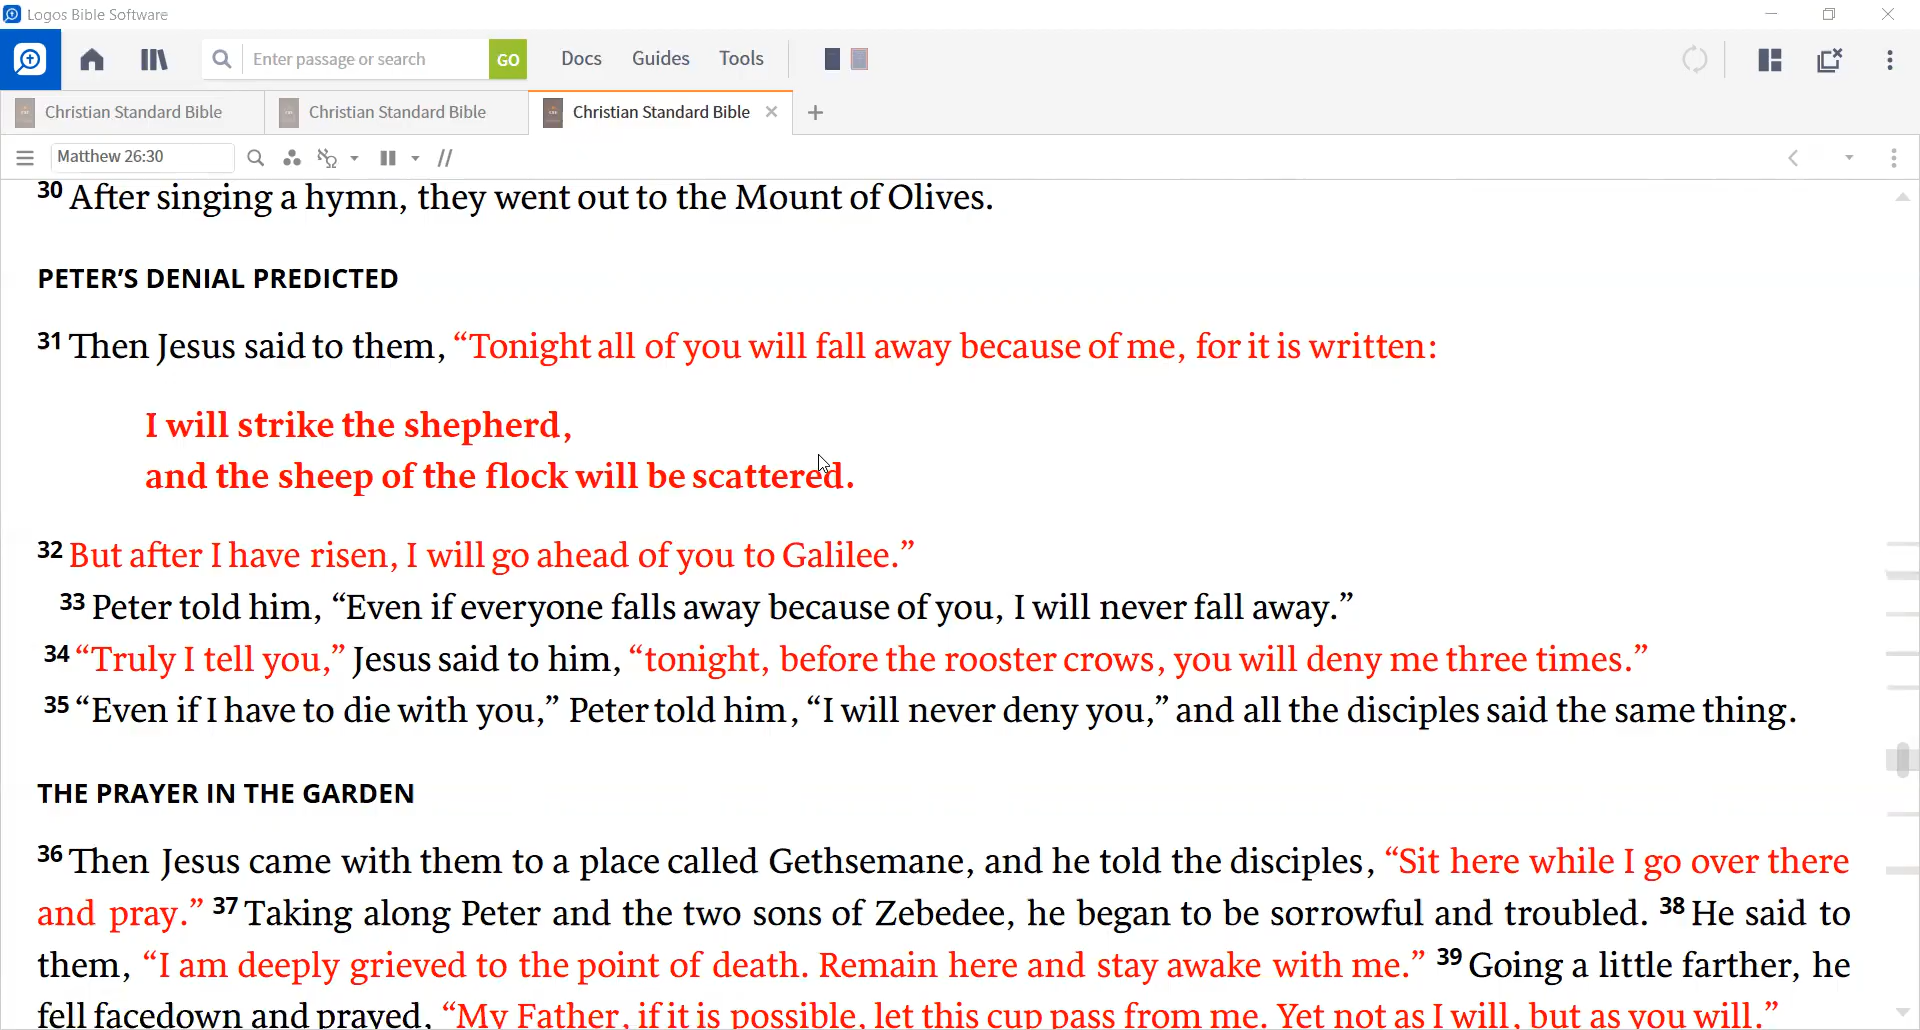 Logos Bible Software
Enter passage or search GO Docs Guides Tools
Christian Standard Bible Christian Standard Bible Christian Standard Bible
Matthew 26:30
30 After singing a hymn, they went out to the Mount of Olives.
PETER’S DENIAL PREDICTED
31 Then Jesus said to them, “Tonight all of you will fall away because of me, for it is written:
I will strike the shepherd,
and the sheep of the flock will be scattered.
32 But after I have risen, I will go ahead of you to Galilee.”
33 Peter told him, “Even if everyone falls away because of you, I will never fall away.”
34 “Truly I tell you,” Jesus said to him, “tonight, before the rooster crows, you will deny me three times.”
35 “Even if I have to die with you,” Peter told him, “I will never deny you,” and all the disciples said the same thing.
THE PRAYER IN THE GARDEN
36 Then Jesus came with them to a place called Gethsemane, and he told the disciples, “Sit here while I go over there
and pray.” 37 Taking along Peter and the two sons of Zebedee, he began to be sorrowful and troubled. 38 He said to
them, “I am deeply grieved to the point of death. Remain here and stay awake with me.” 39 Going a little farther, he
fell facedown and prayed, “My Father, if it is possible, let this cup pass from me. Yet not as I will, but as you will.”